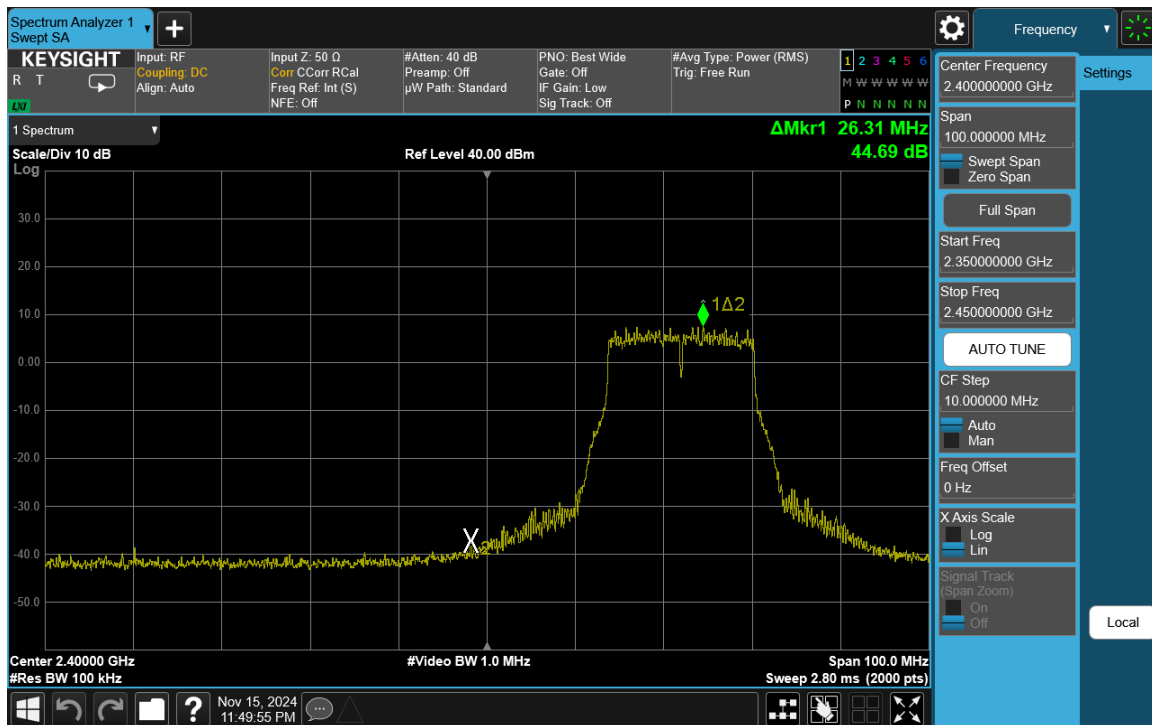 Spectrum Analyzer 1
Swept SA
+
Frequency
KEYSIGHT
R T
LXI
Input: RF
Coupling: DC
Align: Auto
Input Z: 50 Ω
Corr CCorr RCal
Freq Ref: Int (S)
NFE: Off
#Atten: 40 dB
Preamp: Off
µW Path: Standard
PNO: Best Wide
Gate: Off
IF Gain: Low
Sig Track: Off
#Avg Type: Power (RMS)
Trig: Free Run
1 2 3 4 5 6
M W W W W W
P N N N N N
1 Spectrum
Scale/Div 10 dB
Log
Ref Level 40.00 dBm
ΔMkr1 26.31 MHz
44.69 dB
30.0
20.0
10.0
0.00
-10.0
-20.0
-30.0
-40.0
-50.0
1Δ2
X2
Center 2.40000 GHz
#Res BW 100 kHz
#Video BW 1.0 MHz
Span 100.0 MHz
Sweep 2.80 ms (2000 pts)
Center Frequency
2.400000000 GHz
Span
100.000000 MHz
Swept Span
Zero Span
Full Span
Start Freq
2.350000000 GHz
Stop Freq
2.450000000 GHz
AUTO TUNE
CF Step
10.000000 MHz
Auto
Man
Freq Offset
0 Hz
X Axis Scale
Log
Lin
Signal Track
(Span Zoom)
On
Off
Settings
Local
?
Nov 15, 2024
11:49:55 PM